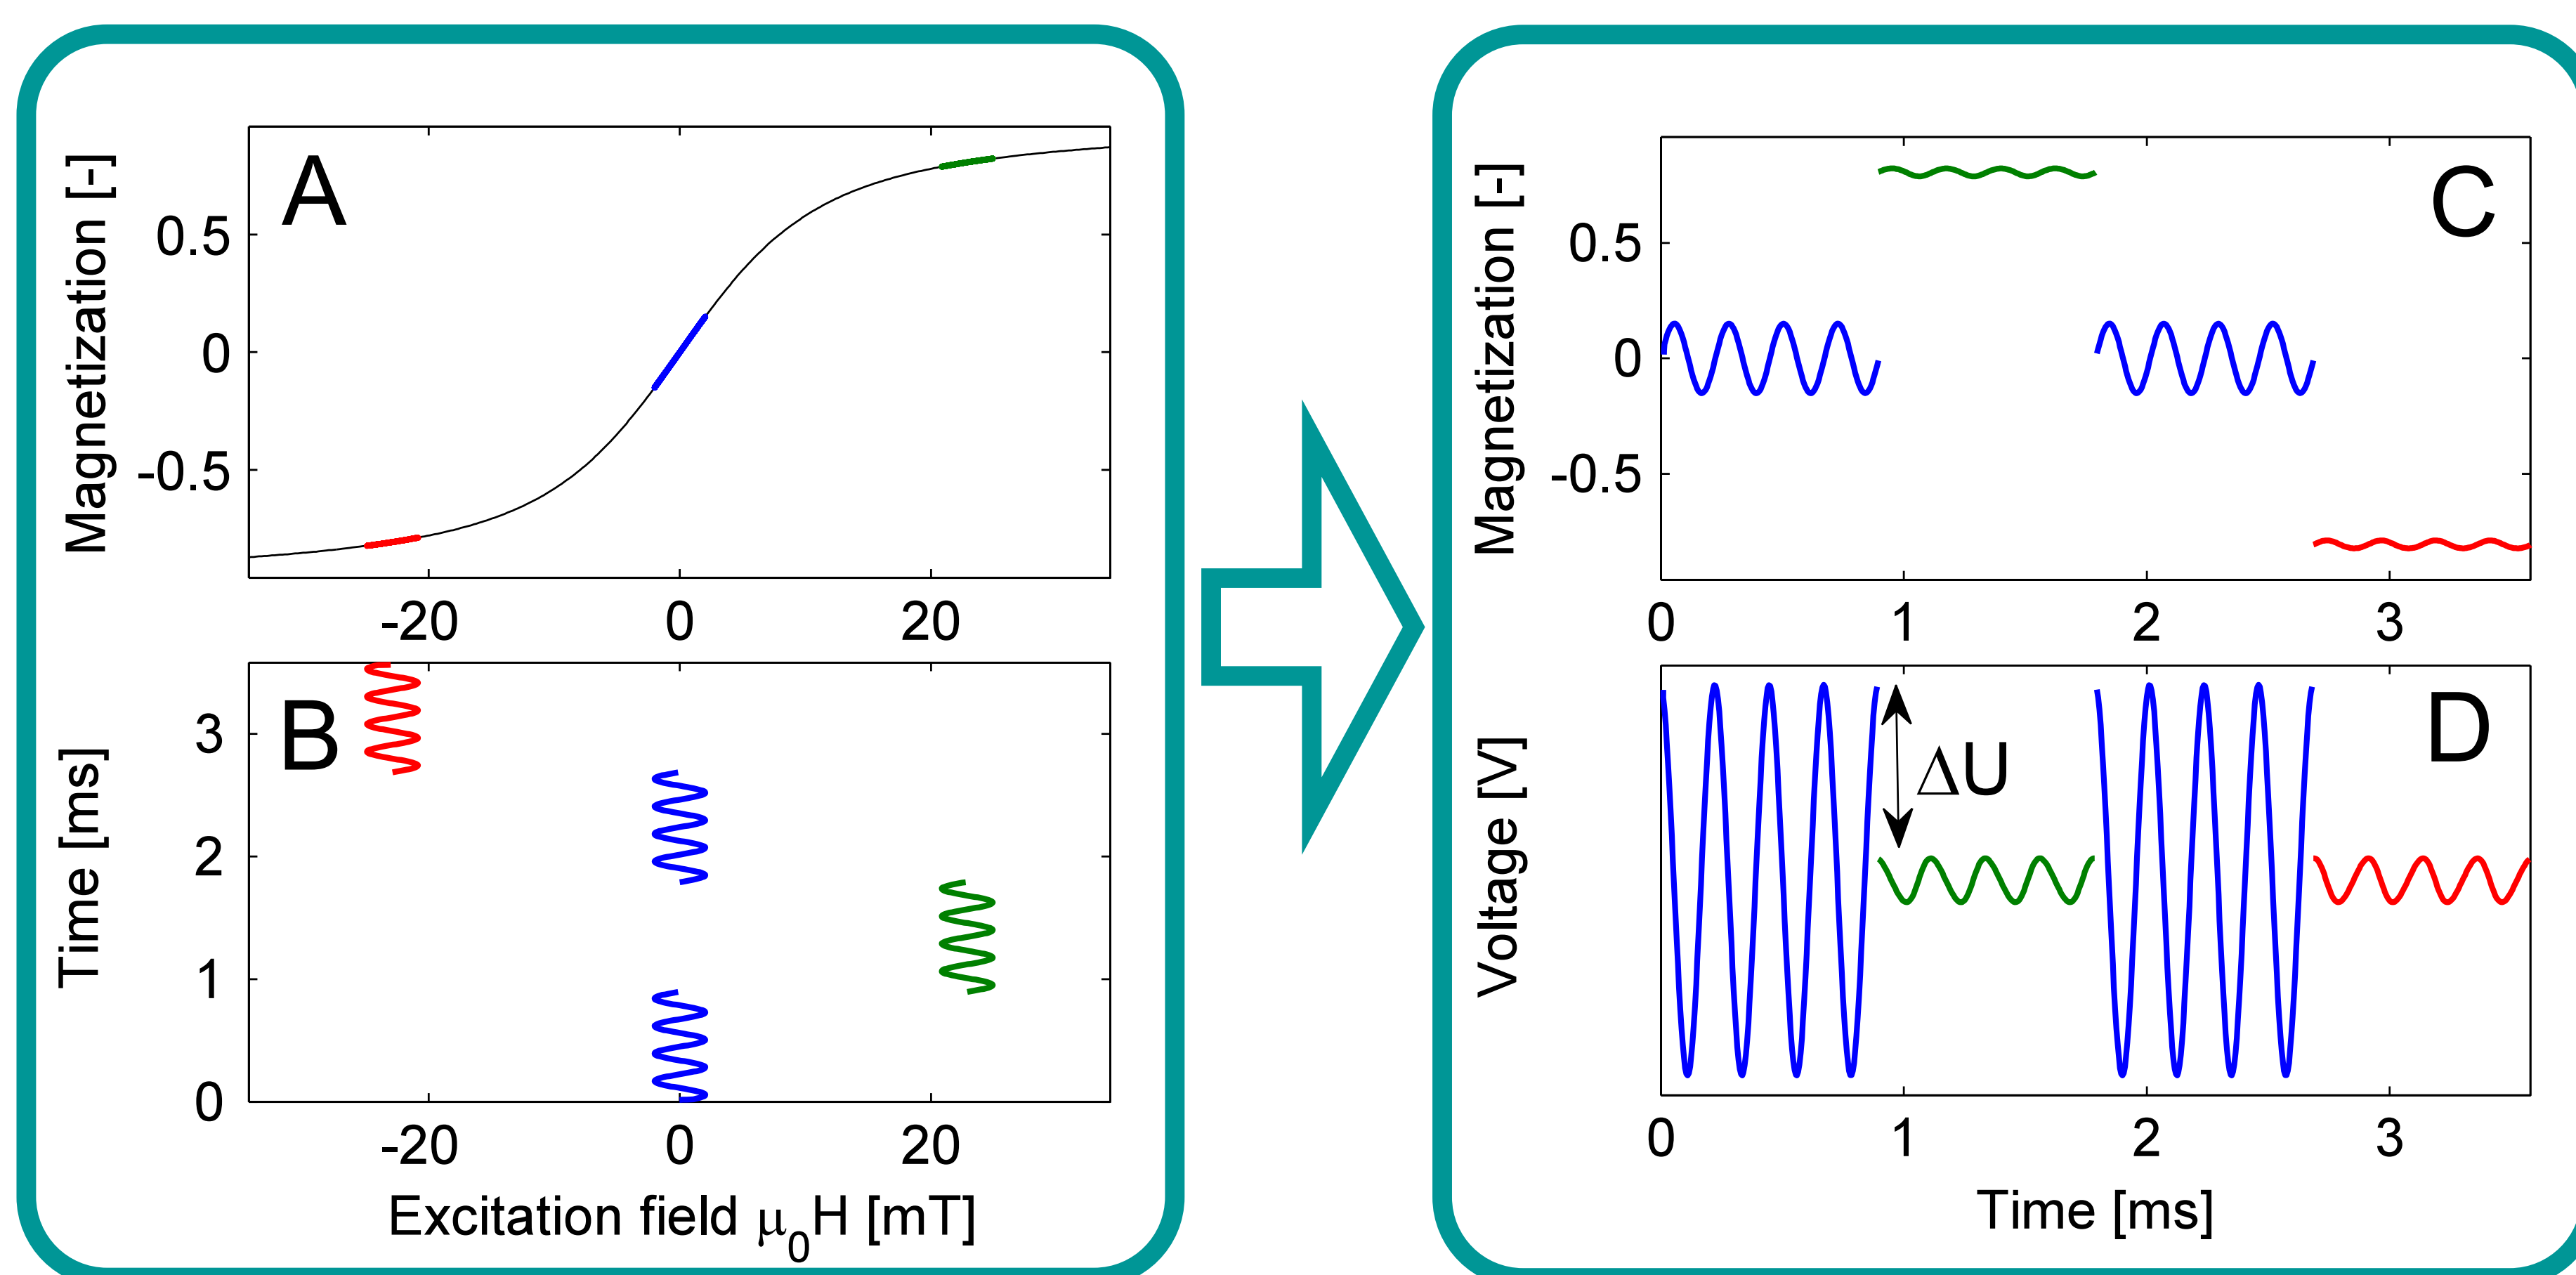 A
Magnetization [-]
0.5
0
-0.5
-20 0 20
B
Time [ms]
3
2
1
0
-20 0 20
Excitation field μ0H [mT]
C
Magnetization [-]
0.5
0
-0.5
0 1 2 3
D
Voltage [V]
ΔU
0 1 2 3
Time [ms]